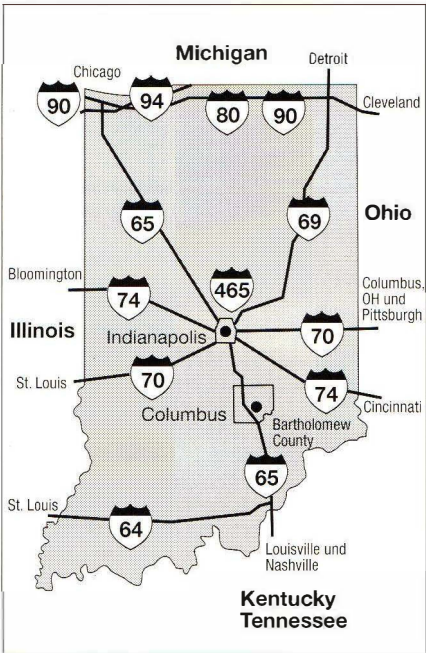 Michigan
Detroit
Chicago
90
94
80
90
Cleveland
65
69
Ohio
Bloomington
74
465
Columbus,
OH und
Pittsburgh
Illinois
Indianapolis
70
St. Louis
70
74
Cincinnati
Columbus
Bartholomew
County
65
St. Louis
64
Louisville und
Nashville
Kentucky
Tennessee